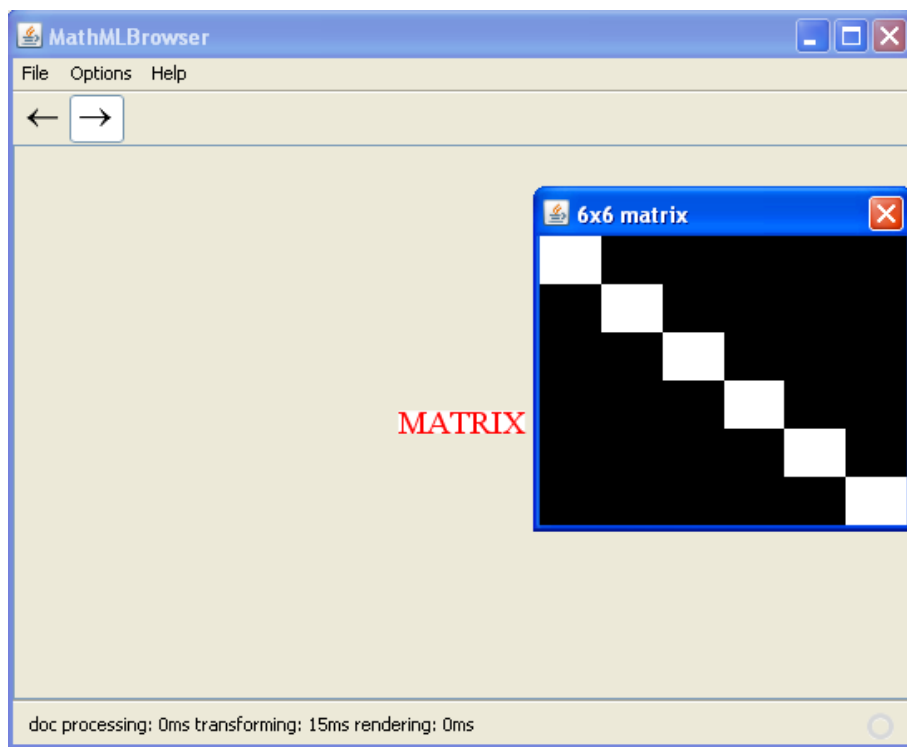 MathMLBrowser
File Options Help
← →
6x6 matrix
MATRIX
doc processing: 0ms transforming: 15ms rendering: 0ms